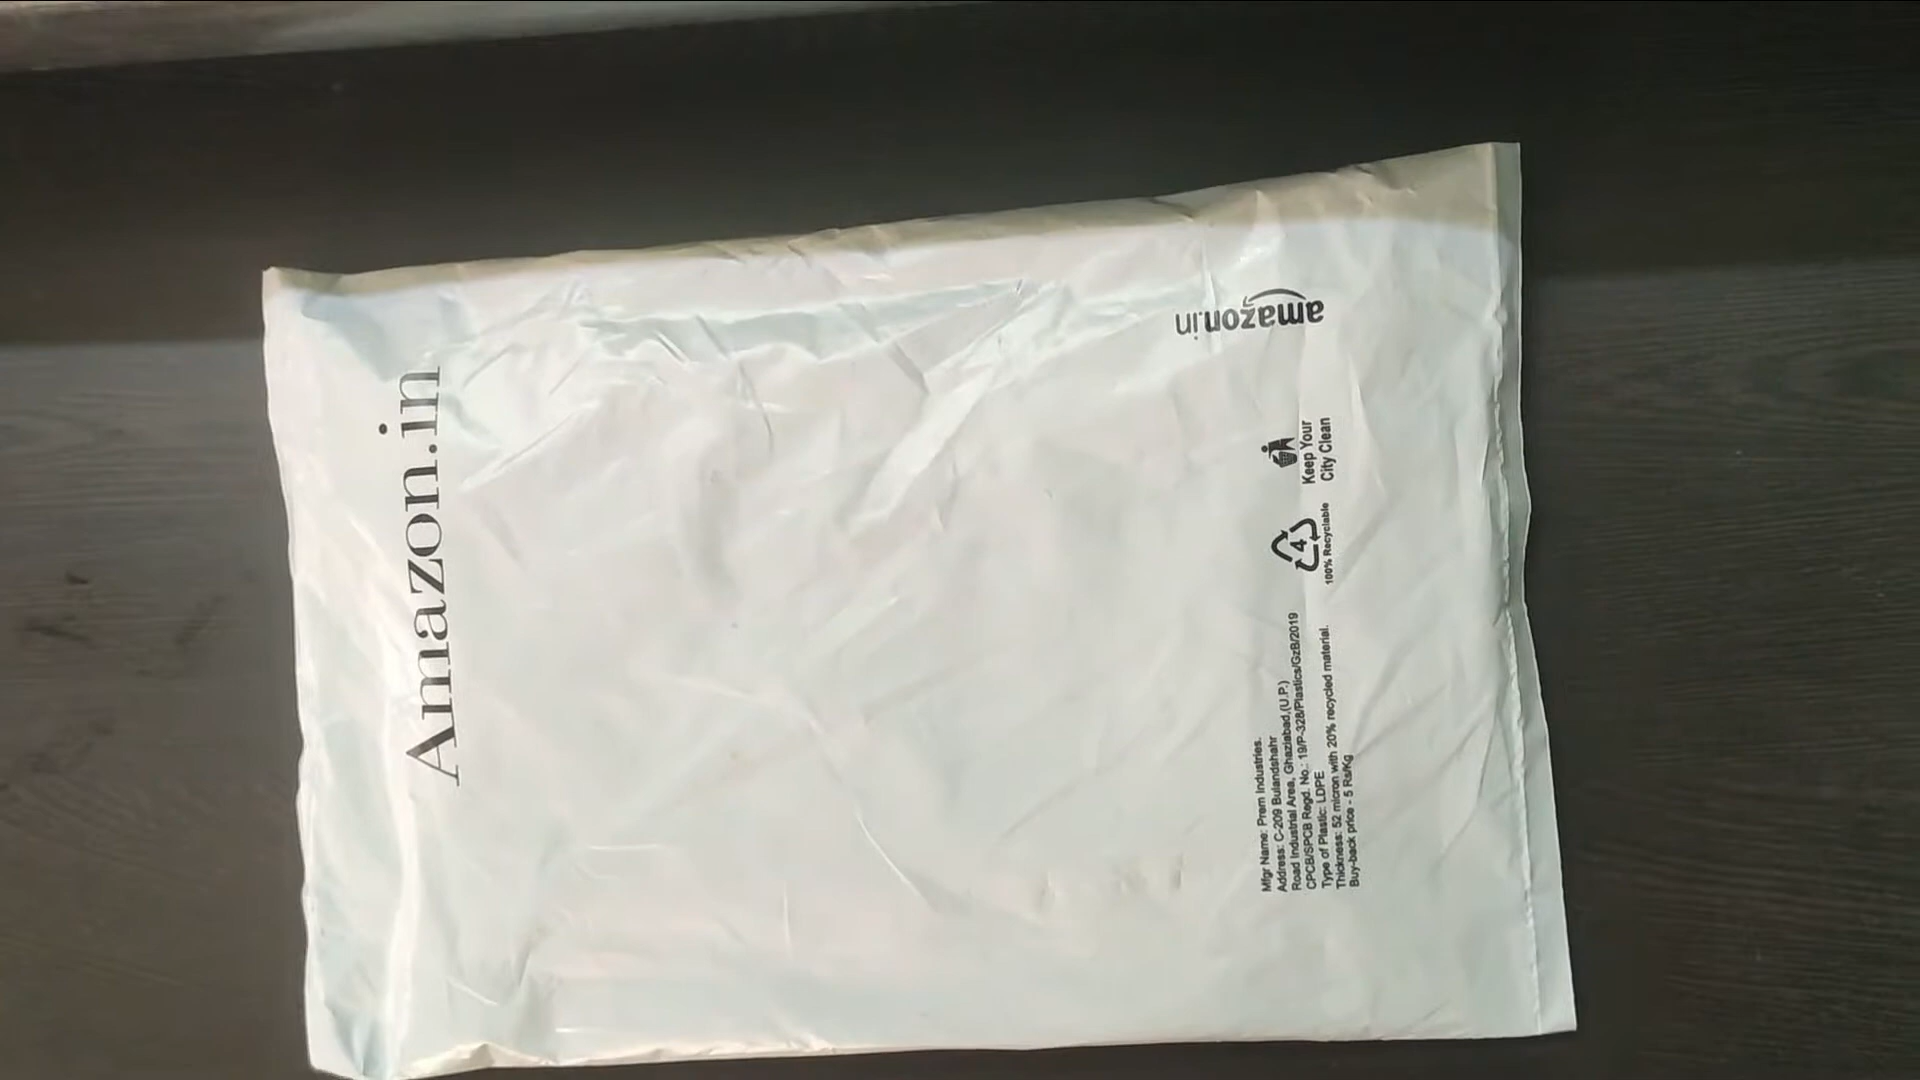 Amazon.in
amazon.in
Keep Your
City Clean
4
100% Recyclable
Mfgr Name: Prem Industries.
Address: C-209 Bulandshahr
Road Industrial Area, Ghaziabad,(U.P.)
CPCB/SPCB Regd. No.: 19/P-328/Plastics/GzB/2019
Type of Plastic: LDPE
Thickness: 52 micron with 20% recycled material.
Buy-back price - 5 Rs/Kg